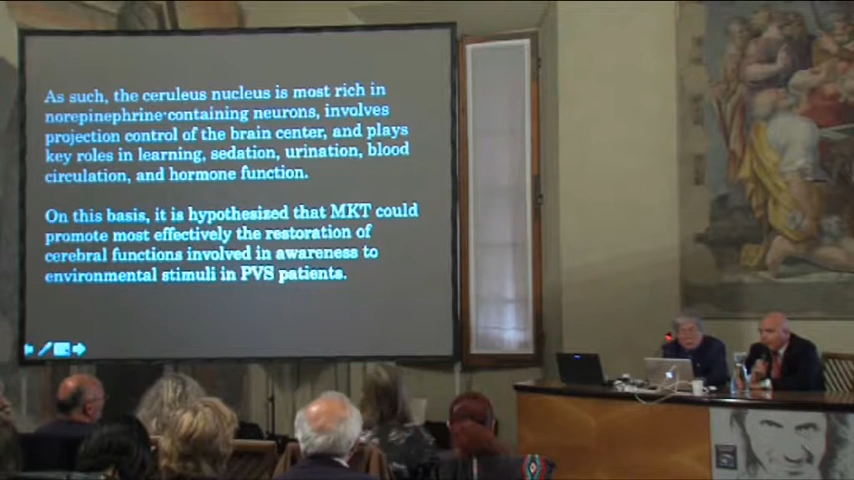 As such, the ceruleus nucleus is most rich in
norepinephrine-containing neurons, involves
projection control of the brain center, and plays
key roles in learning, sedation, urination, blood
circulation, and hormone function.
On this basis, it is hypothesized that MKT could
promote most effectively the restoration of
cerebral functions involved in awareness to
environmental stimuli in PVS patients.